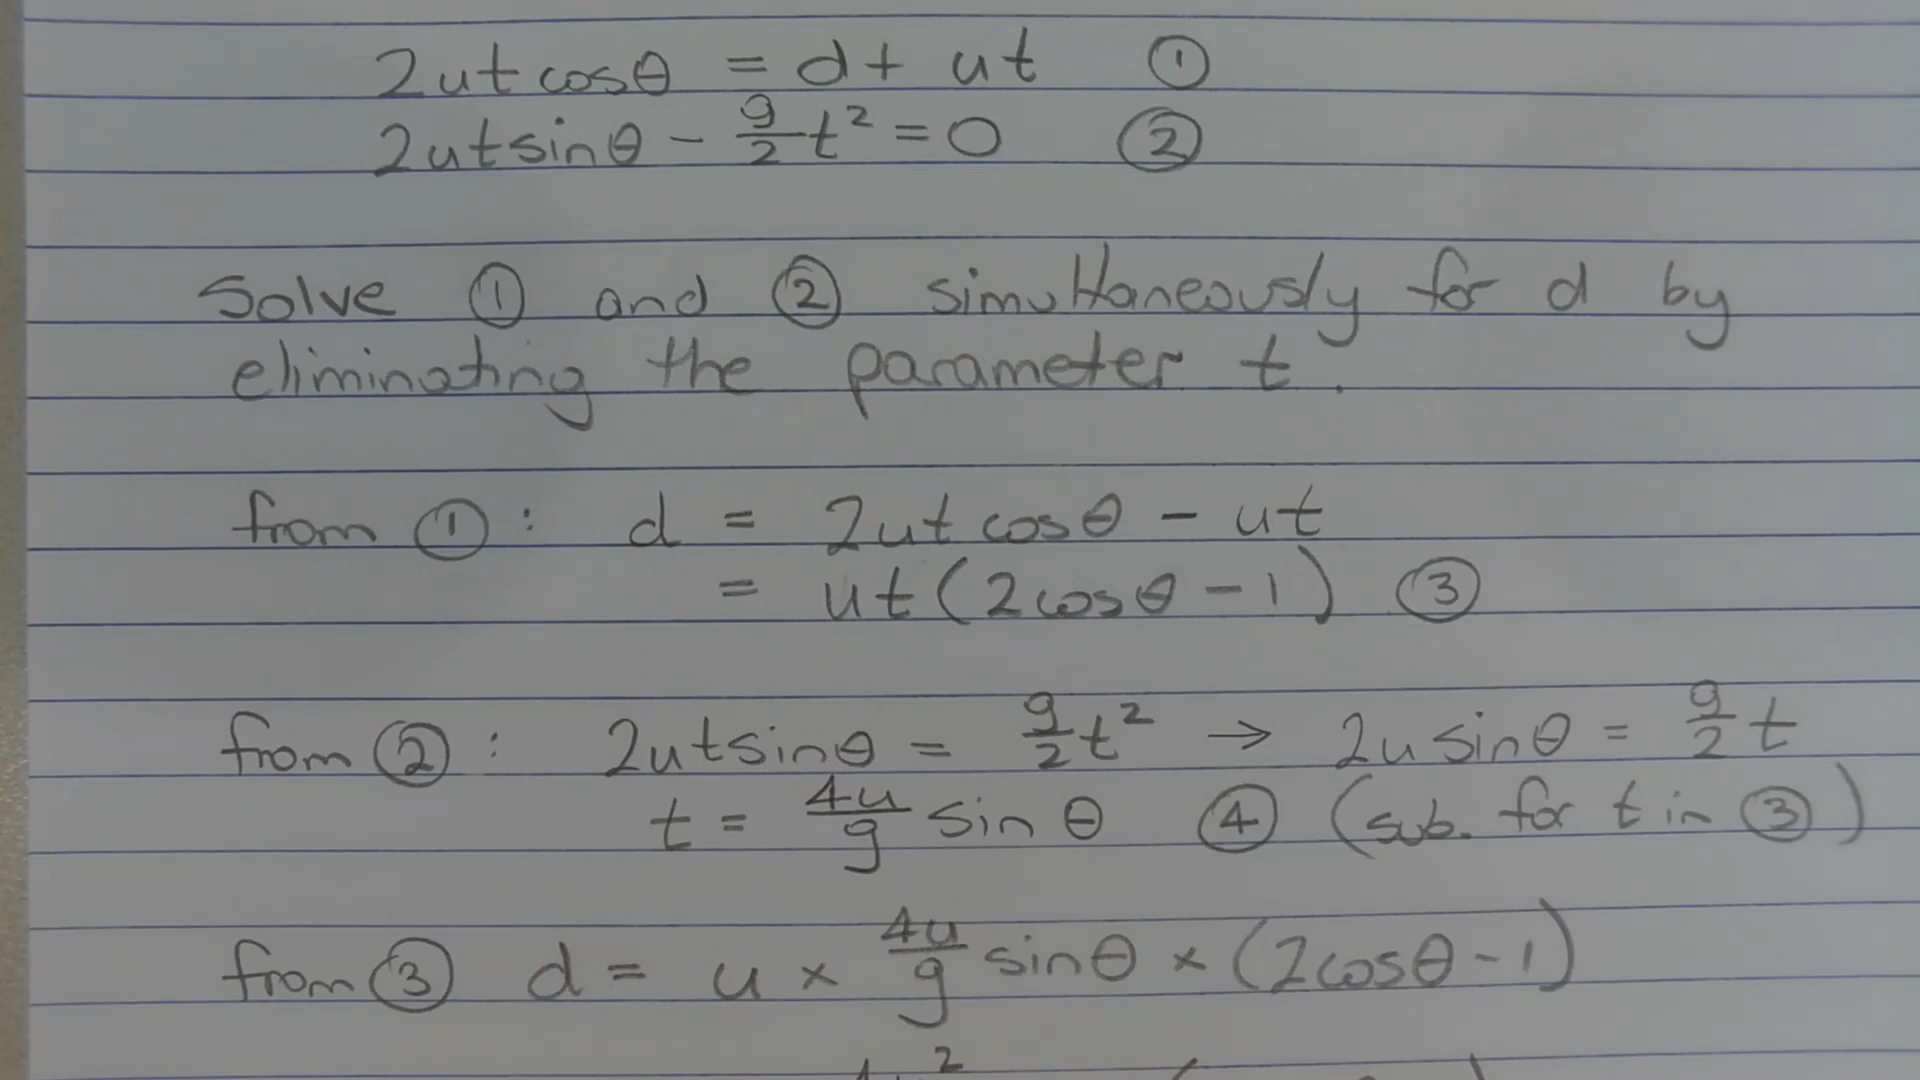 2ut cosθ = d + ut ①
2ut sinθ - g/2 t² = 0 ②
Solve ① and ② simultaneously for d by
eliminating the parameter t.
from ①: d = 2ut cosθ - ut
= ut(2cosθ - 1) ③
from ②: 2ut sinθ = g/2 t² → 2u sinθ = g/2 t
t = 4u/g sin θ ④ (sub. for t in ③)
from ③ d = u × 4u/g sinθ × (2cosθ - 1)